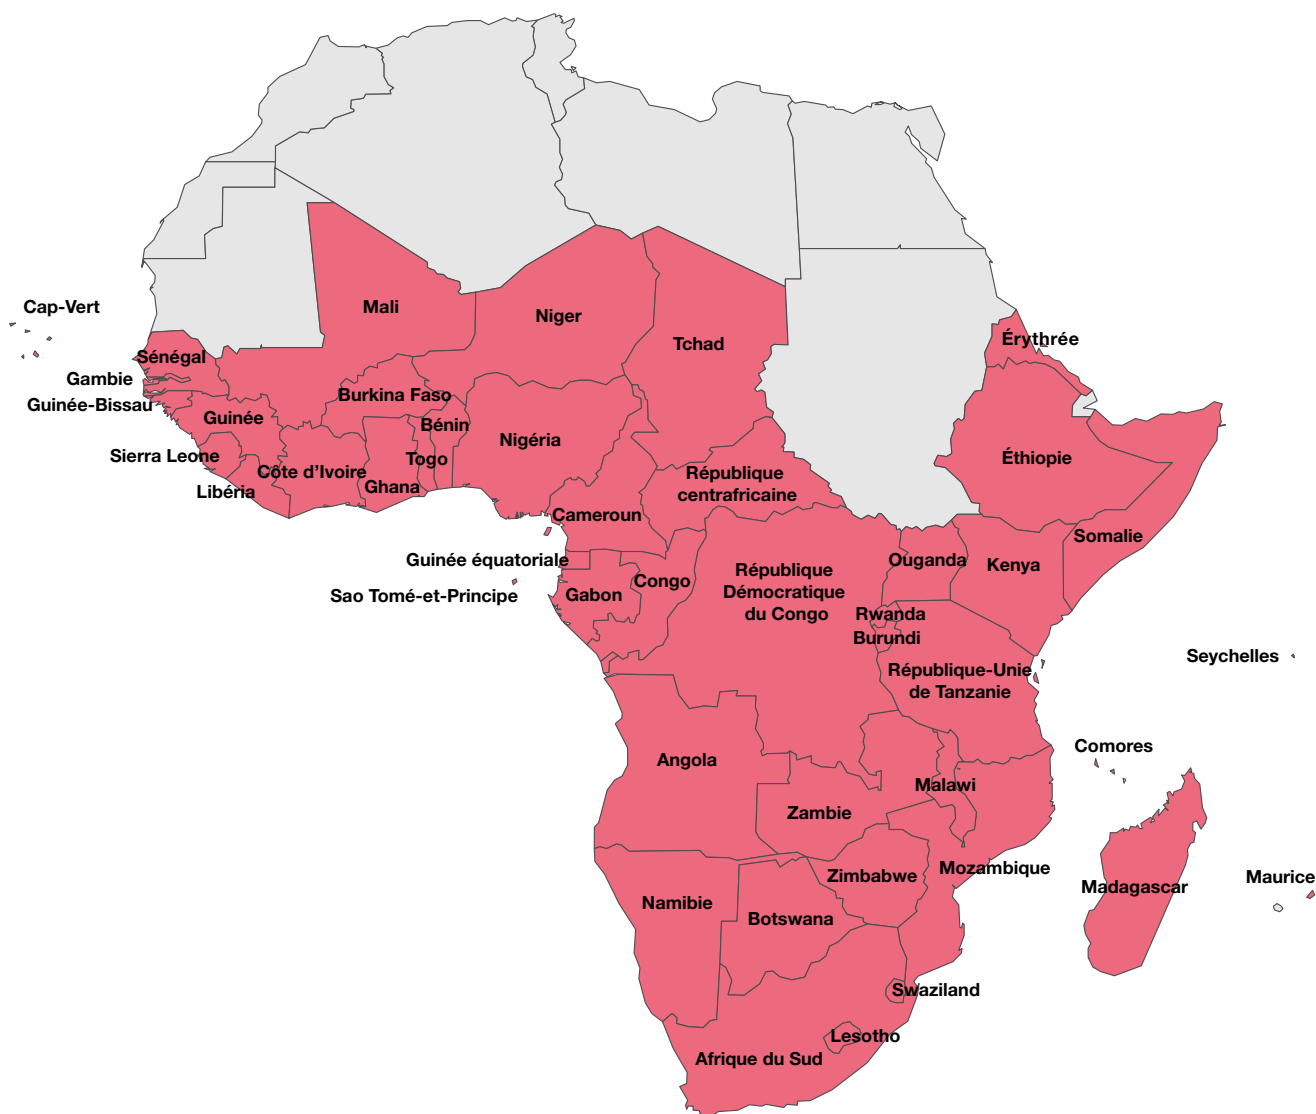 Cap-Vert
Mali
Niger
Tchad
Érythrée
Sénégal
Gambie
Guinée-Bissau
Burkina Faso
Guinée
Bénin
Nigéria
Sierra Leone
Togo
Côte d'Ivoire
Ghana
Libéria
République
centrafricaine
Éthiopie
Cameroun
Somalie
Guinée équatoriale
Ouganda
Kenya
Congo
République
Démocratique
du Congo
Sao Tomé-et-Principe
Gabon
Rwanda
Burundi
Seychelles
République-Unie
de Tanzanie
Comores
Angola
Malawi
Zambie
Mozambique
Zimbabwe
Maurice
Madagascar
Namibie
Botswana
Swaziland
Lesotho
Afrique du Sud